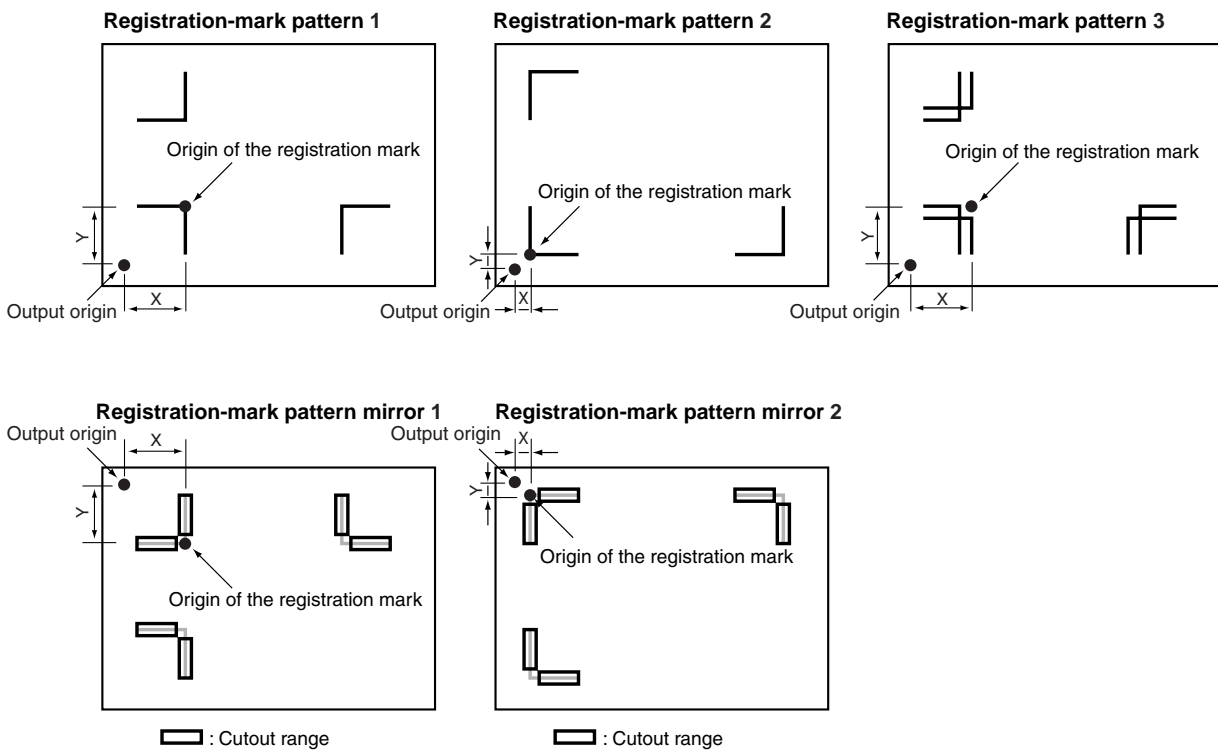 Registration-mark pattern 1
Origin of the registration mark
Y
X
Output origin
Registration-mark pattern 2
Origin of the registration mark
Y
X
Output origin
Registration-mark pattern 3
Origin of the registration mark
Y
X
Output origin
Registration-mark pattern mirror 1
Output origin
X
Y
Origin of the registration mark
: Cutout range
Registration-mark pattern mirror 2
Output origin
X
Y
Origin of the registration mark
: Cutout range